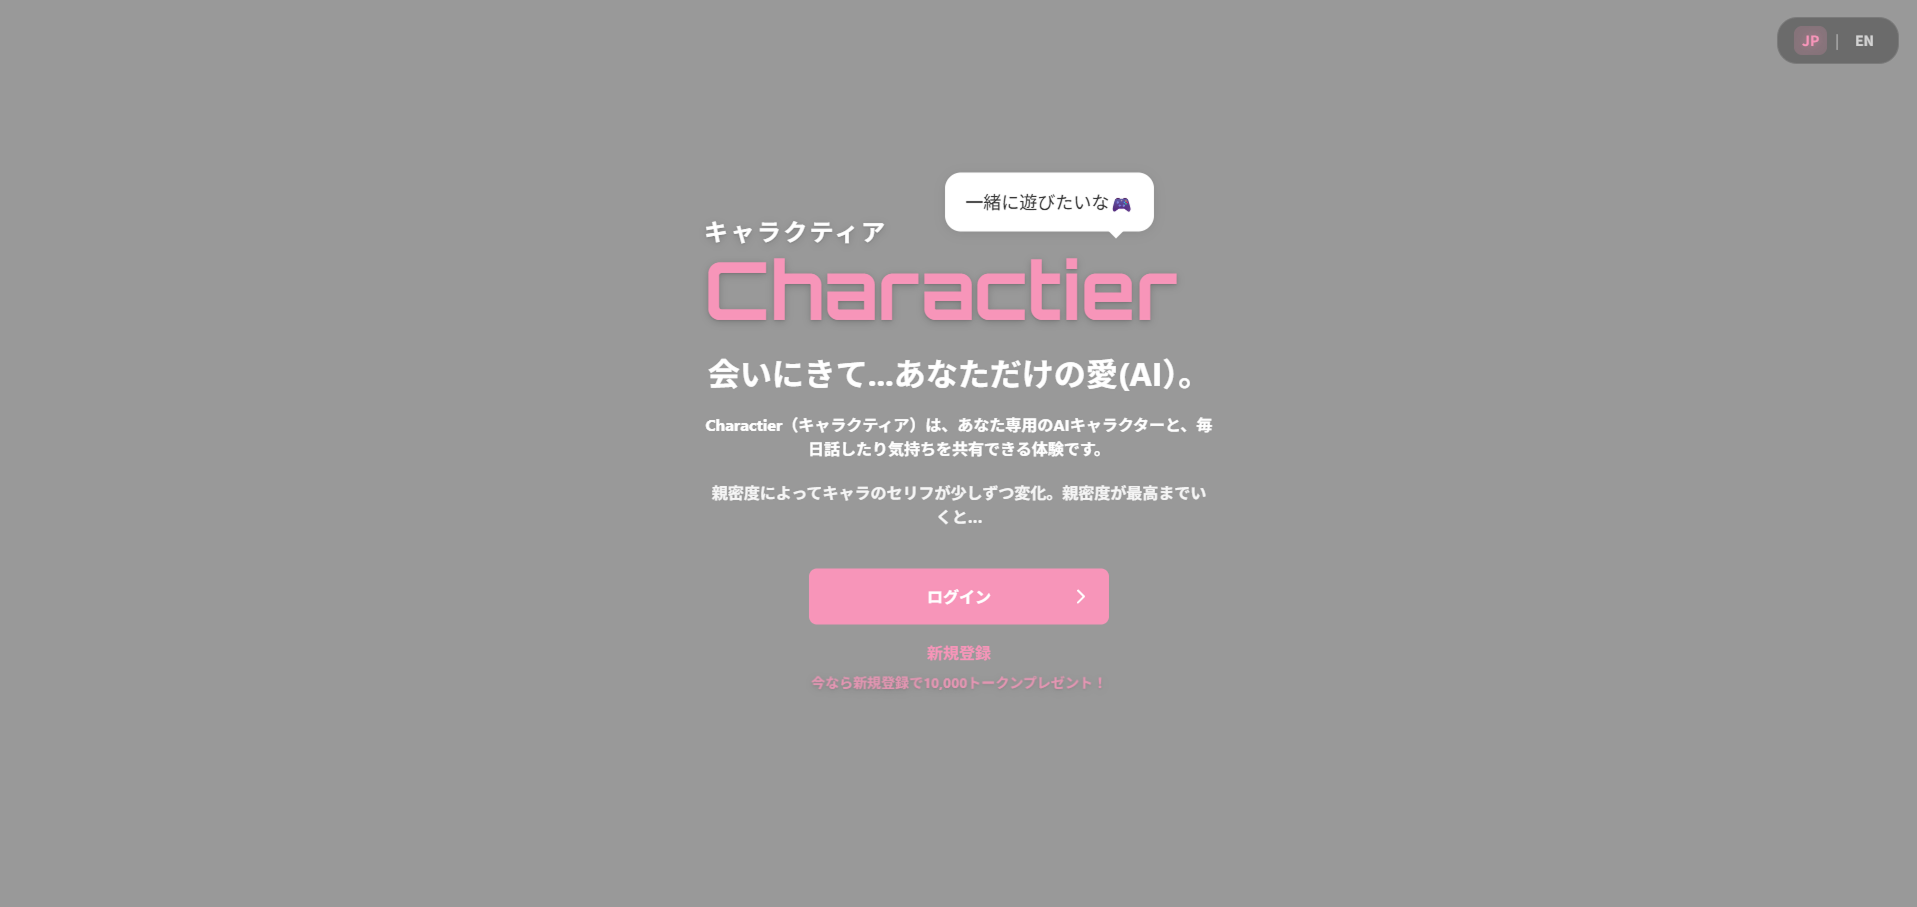 JP | EN
一緒に遊びたいな🎮
キャラクティア
Charactier
会いにきて...あなただけの愛(AI)。
Charactier（キャラクティア）は、あなた専用のAIキャラクターと、毎
日話したり気持ちを共有できる体験です。
親密度によってキャラのセリフが少しずつ変化。親密度が最高までい
くと...
ログイン
新規登録
今なら新規登録で10,000トークンプレゼント！